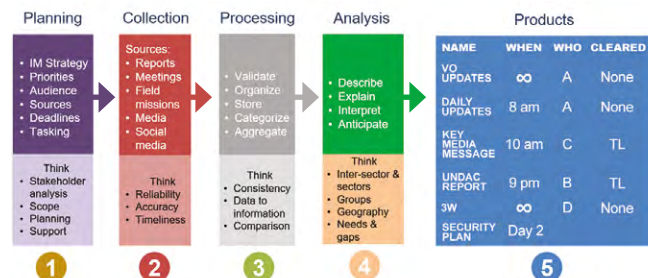 Planning
• IM Strategy
• Priorities
• Audience
• Sources
• Deadlines
• Tasking
Think
• Stakeholder
analysis
• Scope
• Planning
• Support
1
Collection
Sources:
• Reports
• Meetings
• Field
missions
• Media
• Social
media
Think
• Reliability
• Accuracy
• Timeliness
2
Processing
• Validate
• Organize
• Store
• Categorize
• Aggregate
Think
• Consistency
• Data to
information
• Comparison
3
Analysis
• Describe
• Explain
• Interpret
• Anticipate
Think
• Inter-sector &
sectors
• Groups
• Geography
• Needs &
gaps
4
Products
NAME WHEN WHO CLEARED
VO
UPDATES ∞ A None
DAILY
UPDATES 8 am A None
KEY
MEDIA
MESSAGE 10 am C TL
UNDAC
REPORT 9 pm B TL
3W ∞ D None
SECURITY
PLAN Day 2
5